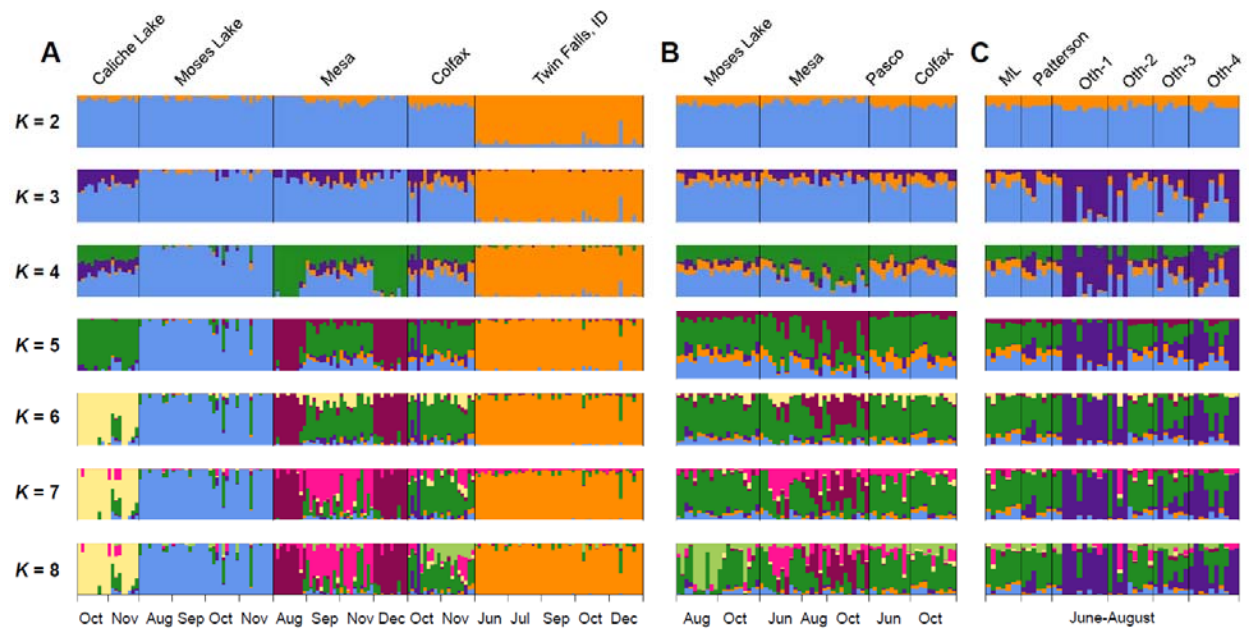 A
Caliche Lake
Moses Lake
Mesa
Colfax
Twin Falls, ID
B
Moses Lake
Mesa
Pasco
Colfax
C
ML
Patterson
Oth-1
Oth-2
Oth-3
Oth-4
K = 2
K = 3
K = 4
K = 5
K = 6
K = 7
K = 8
Oct Nov Aug Sep Oct Nov Aug Sep Oct Nov Dec Oct Nov Jun Jul Sep Oct Dec
Aug Oct Jun Aug Oct Jun Oct
June-August